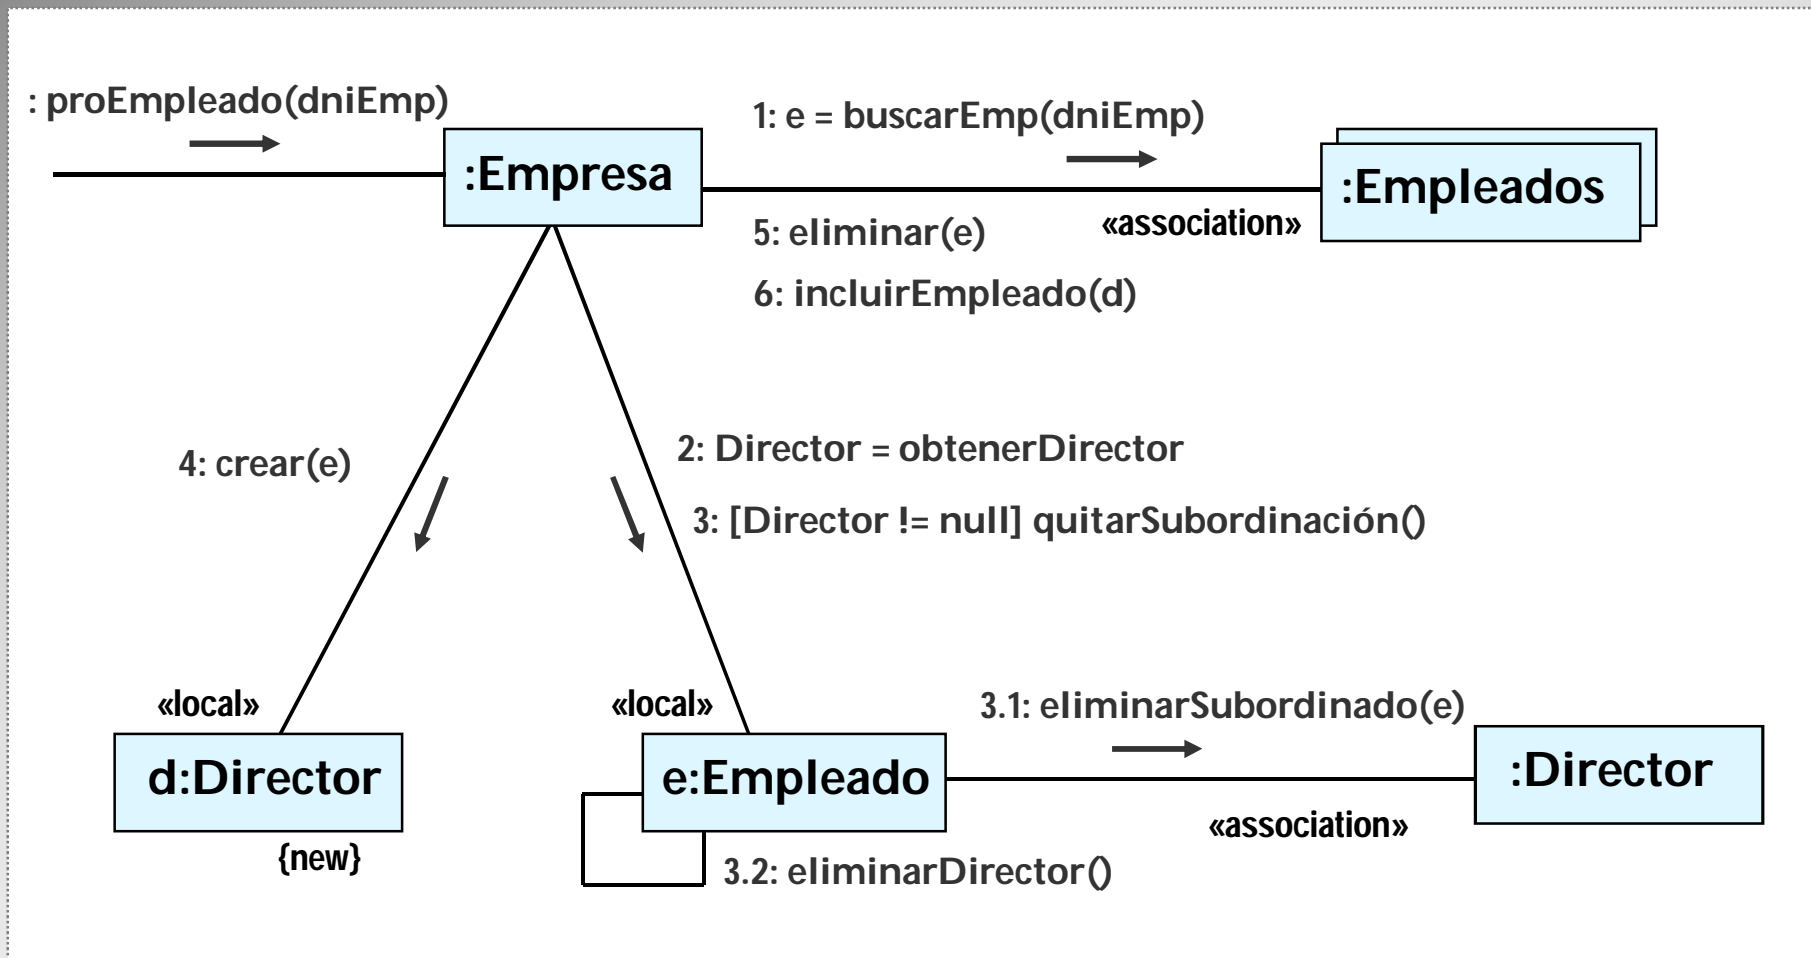 : proEmpleado(dniEmp)
1: e = buscarEmp(dniEmp)
:Empresa
:Empleados
5: eliminar(e)
«association»
6: incluirEmpleado(d)
4: crear(e)
2: Director = obtenerDirector
3: [Director != null] quitarSubordinación()
«local»
«local»
3.1: eliminarSubordinado(e)
d:Director
e:Empleado
:Director
«association»
{new}
3.2: eliminarDirector()